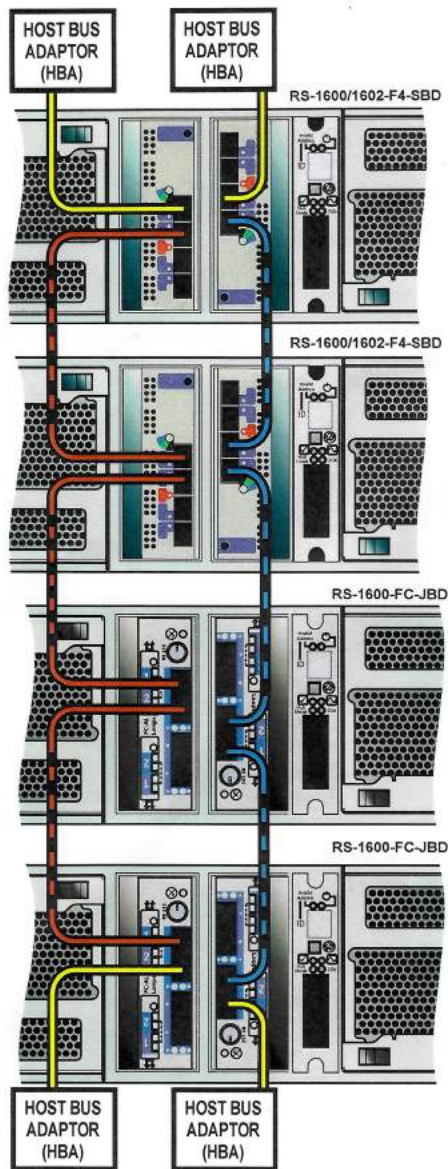 HOST BUS
ADAPTOR
(HBA)
HOST BUS
ADAPTOR
(HBA)
RS-1600/1602-F4-SBD
RS-1600/1602-F4-SBD
RS-1600-FC-JBD
RS-1600-FC-JBD
HOST BUS
ADAPTOR
(HBA)
HOST BUS
ADAPTOR
(HBA)